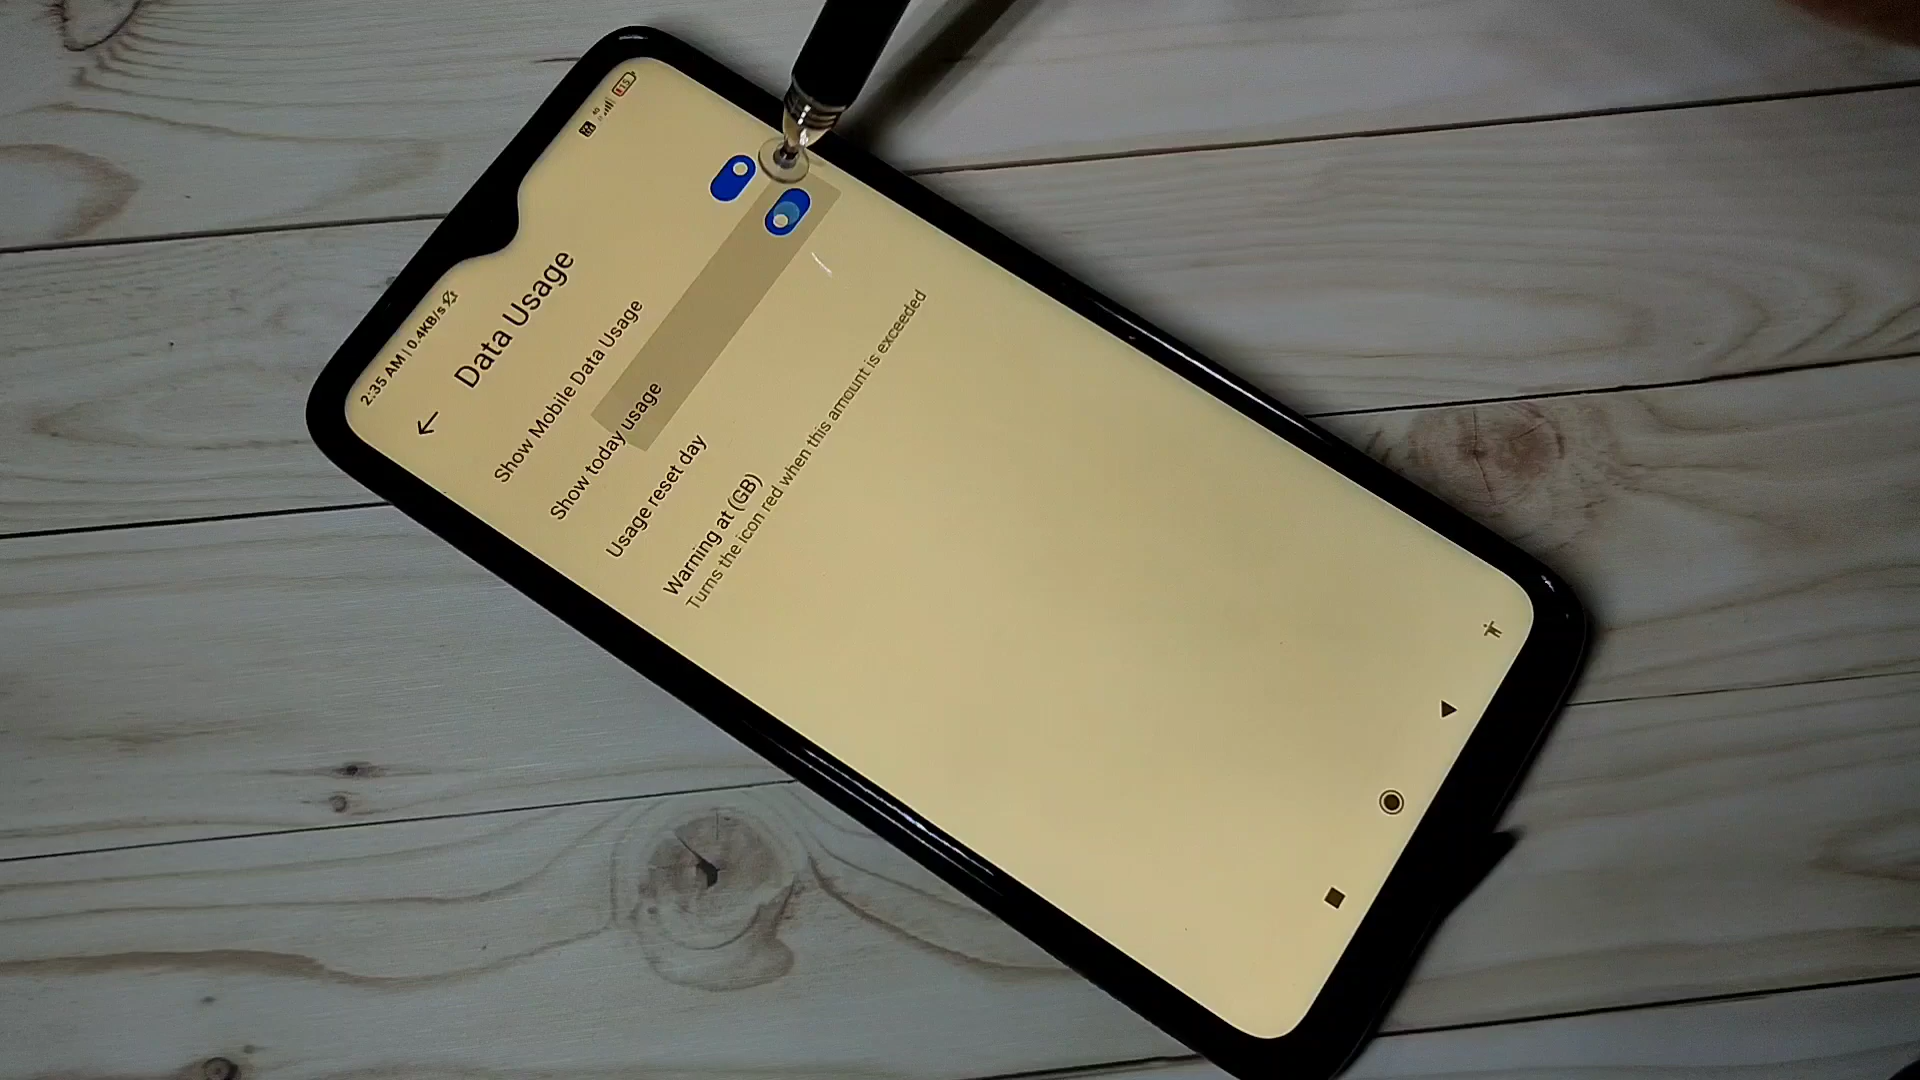 2:35 AM | 0.4KB/s
Data Usage
Show Mobile Data Usage
Show today usage
Usage reset day
Warning at (GB)
Turns the icon red when this amount is exceeded